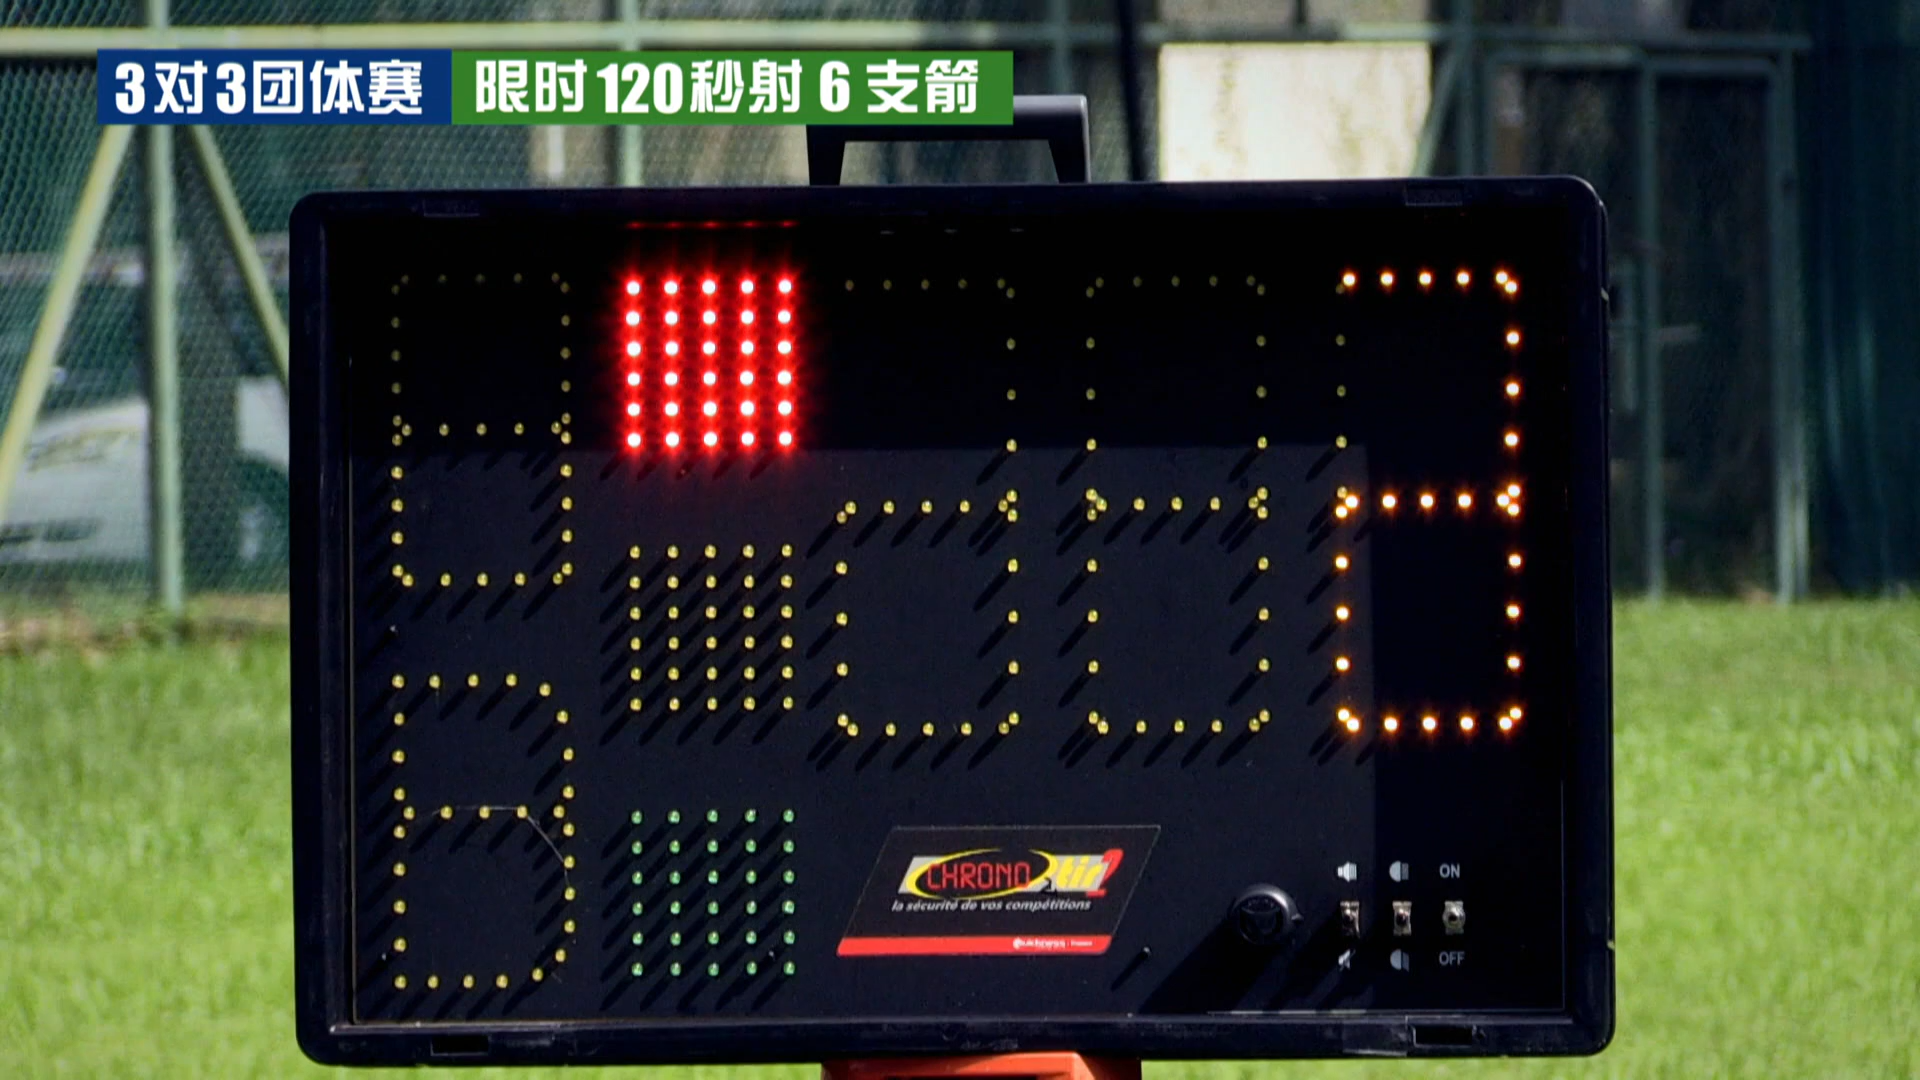 3对3团体赛 限时120秒射6支箭
CHRONO tir2
la sécurité de vos compétitions
ON
OFF